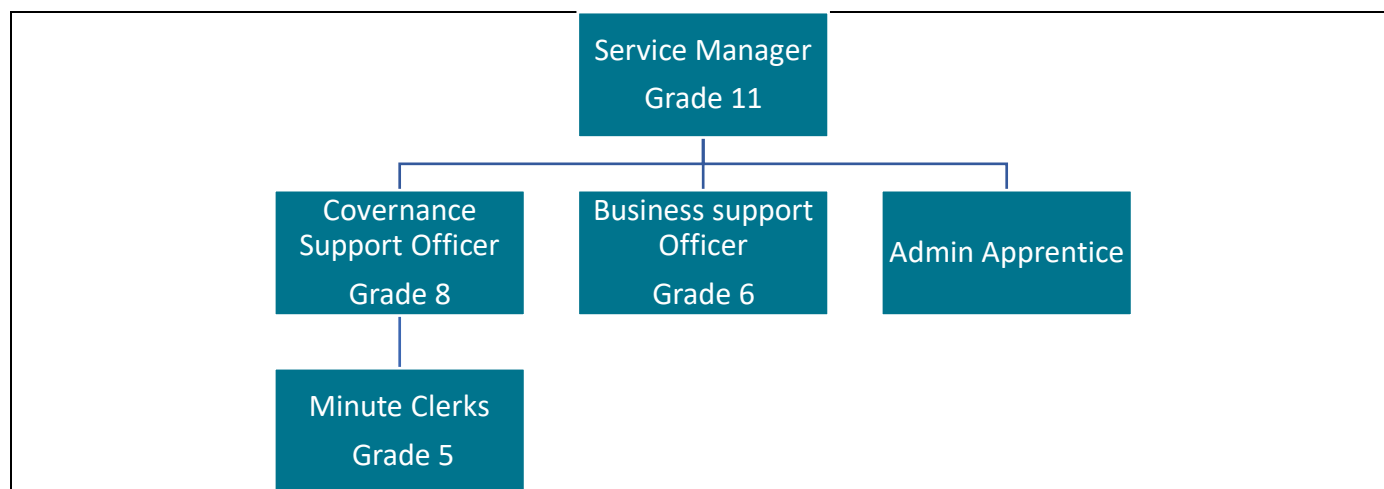 Service Manager
Grade 11
Covernance
Support Officer
Grade 8
Business support
Officer
Grade 6
Admin Apprentice
Minute Clerks
Grade 5